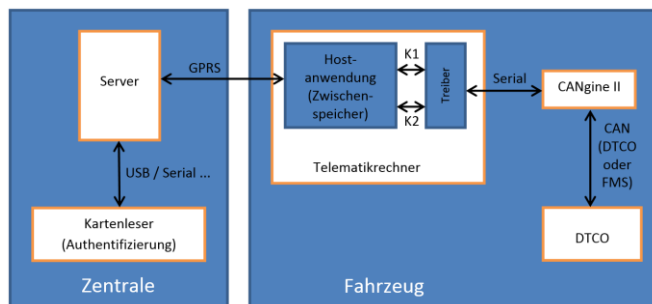 Server
USB / Serial ...
Kartenleser
(Authentifizierung)
Zentrale
GPRS
Host-
anwendung
(Zwischen-
speicher)
K1
K2
Treiber
Telematikrechner
Serial
CANgine II
CAN
(DTCO
oder
FMS)
DTCO
Fahrzeug